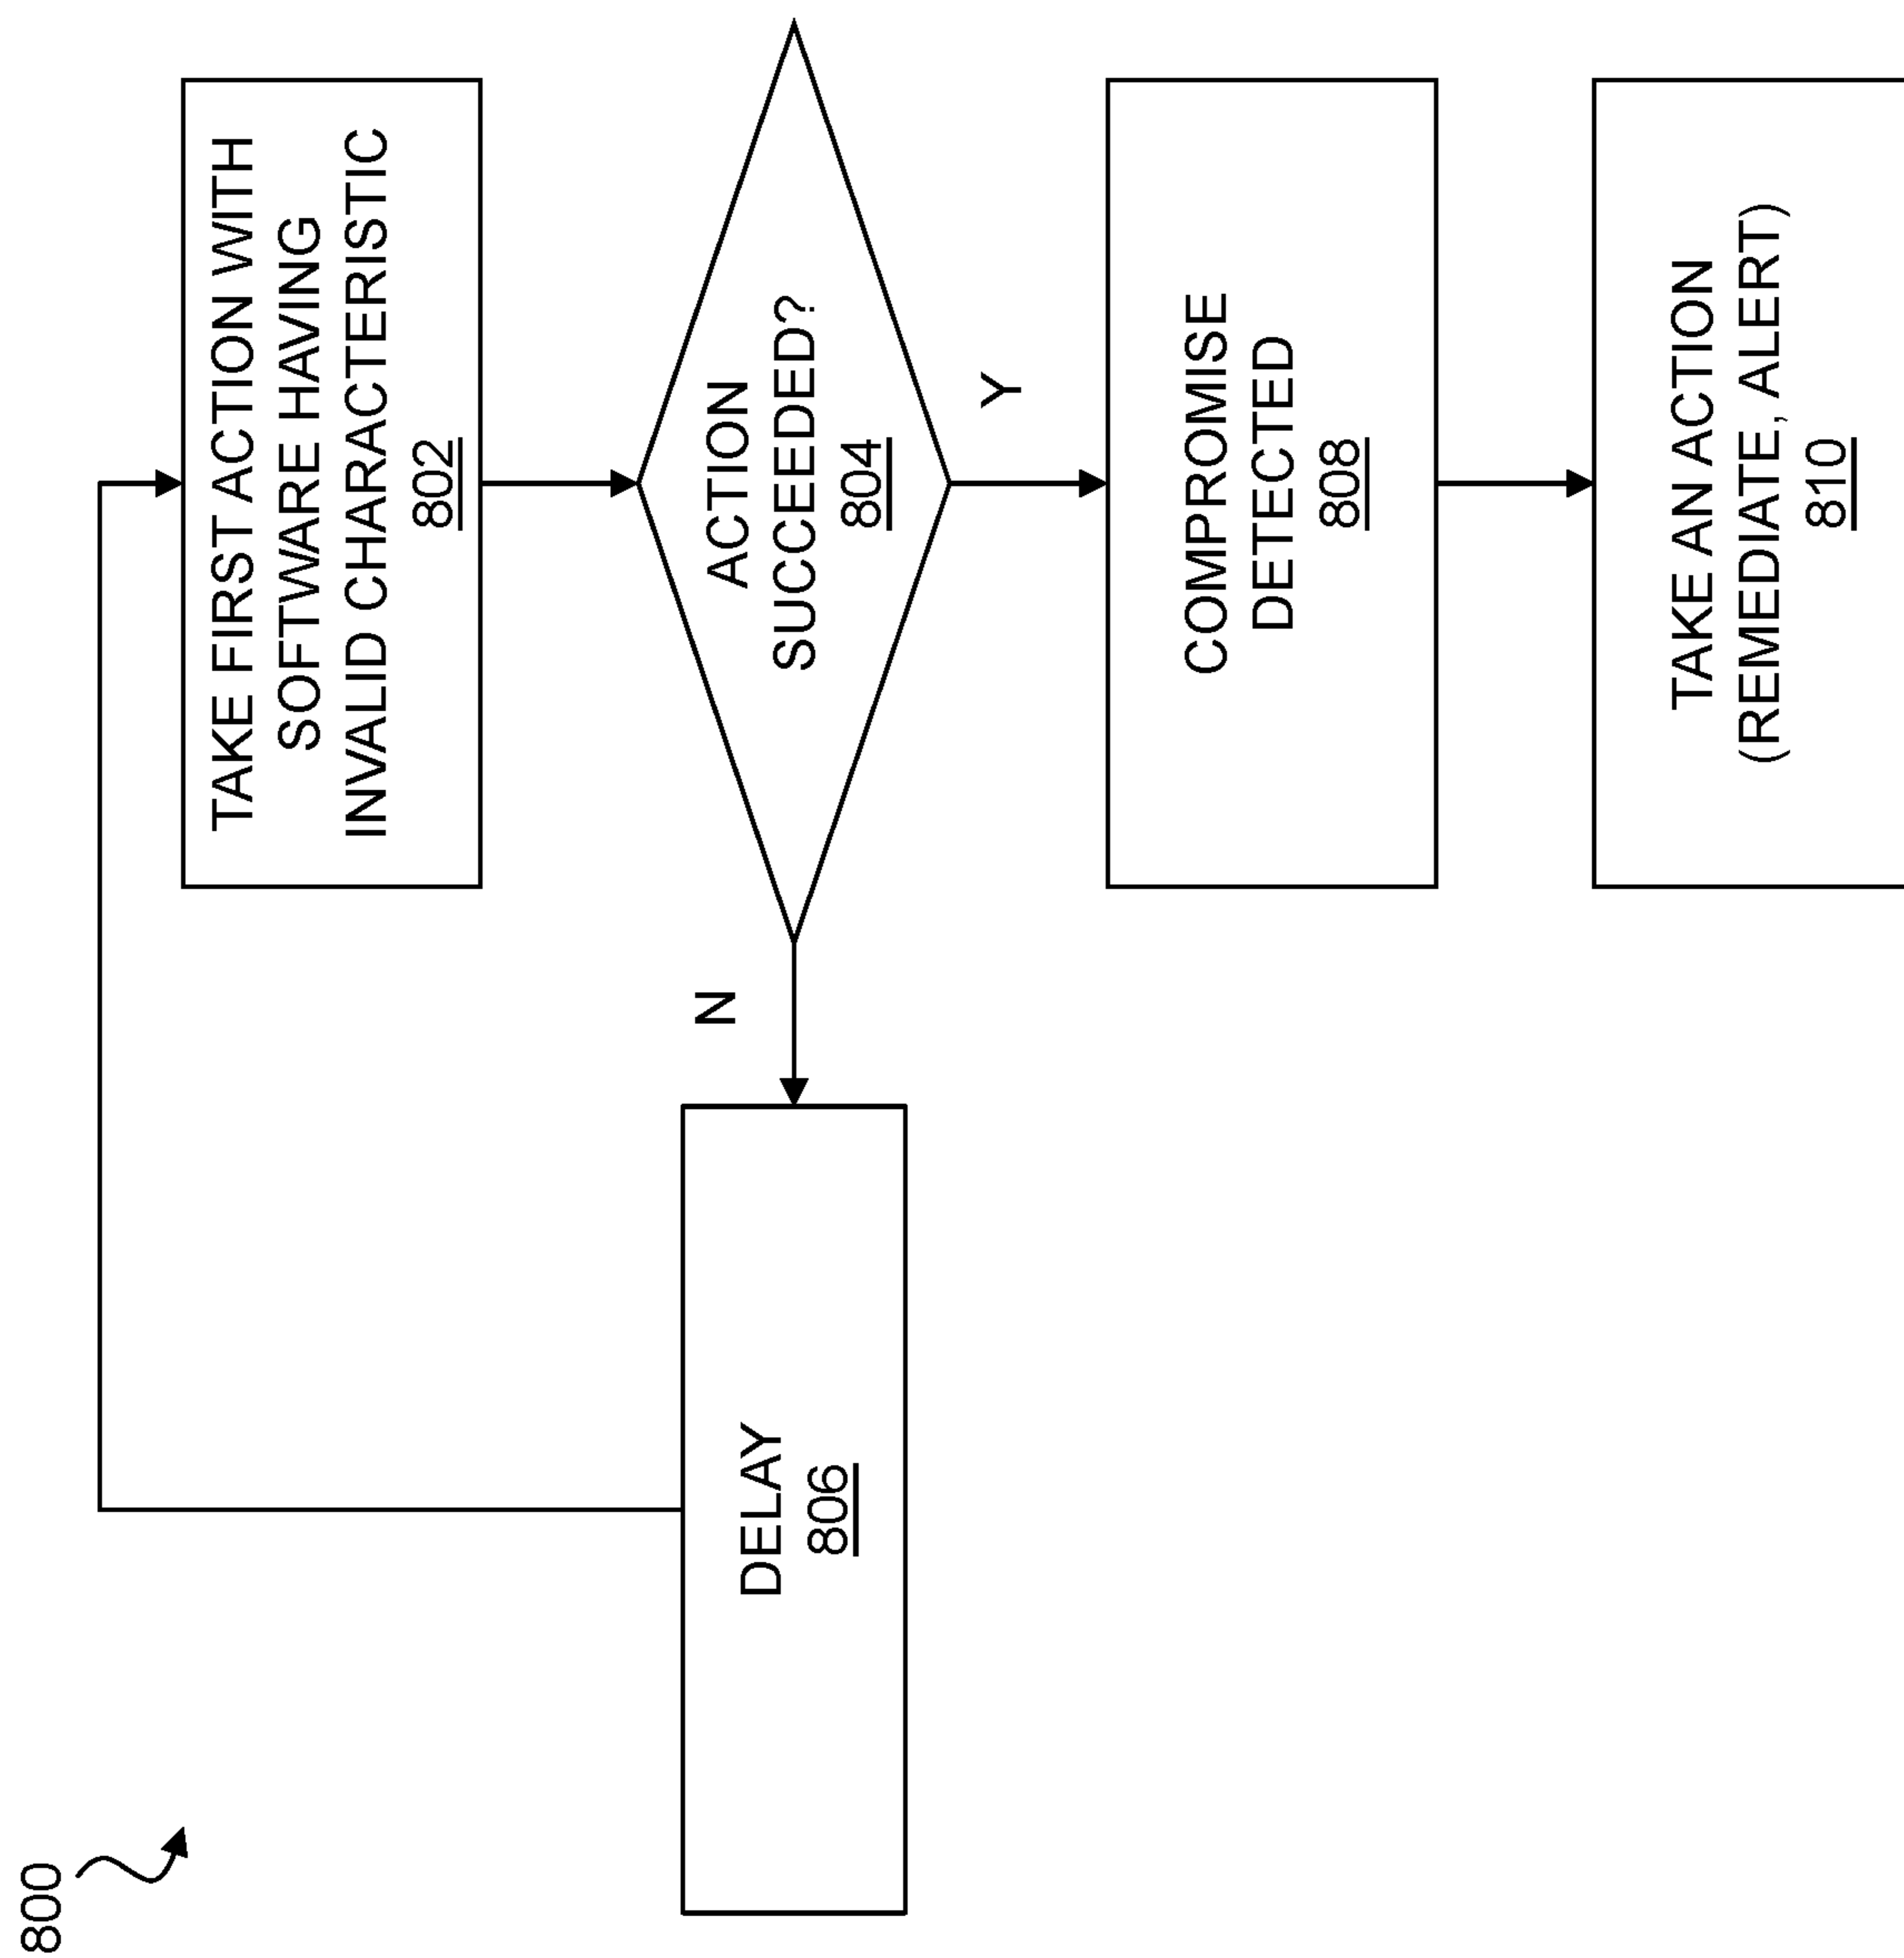 800
TAKE FIRST ACTION WITH
SOFTWARE HAVING
INVALID CHARACTERISTIC
802
ACTION
SUCCEEDED?
804
N
Y
DELAY
806
COMPROMISE
DETECTED
808
TAKE AN ACTION
(REMEDIATE, ALERT)
810